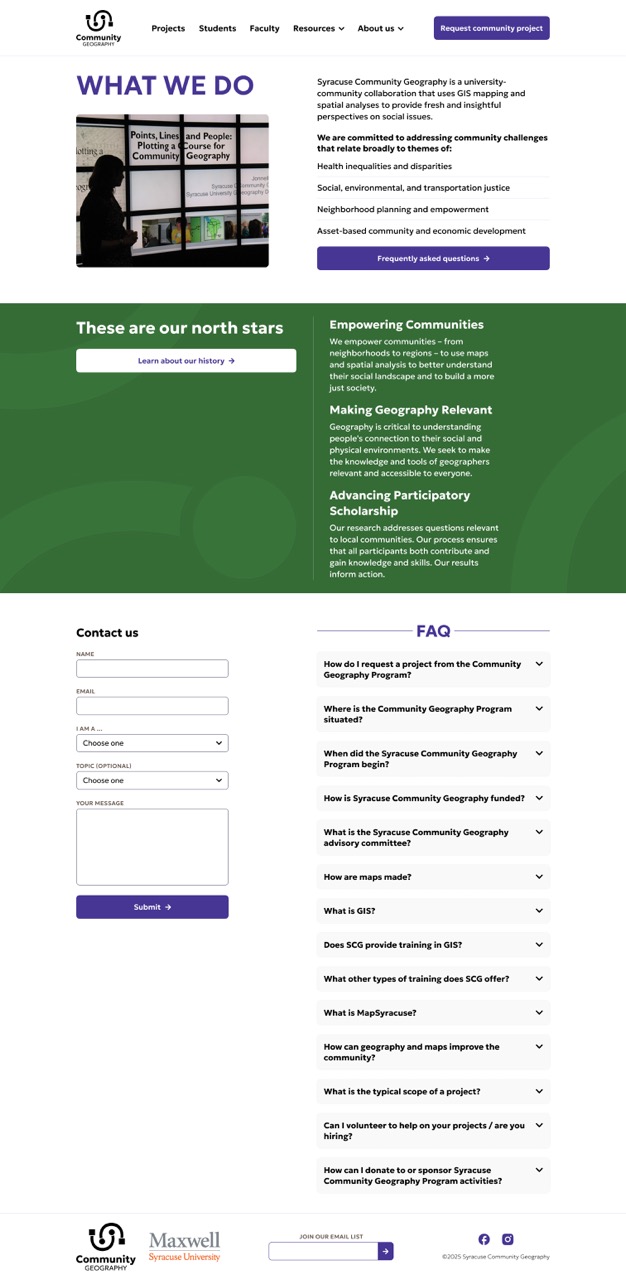 Community
GEOGRAPHY
Projects
Students
Faculty
Resources
About us
Request community project
WHAT WE DO
Points, Lines, and People:
Plotting a Course for
Community Geography
Syracuse Community Geography is a university-
community collaboration that uses GIS mapping and
spatial analyses to provide fresh and insightful
perspectives on social issues.
We are committed to addressing community challenges
that relate broadly to themes of:
Health inequalities and disparities
Social, environmental, and transportation justice
Neighborhood planning and empowerment
Asset-based community and economic development
Frequently asked questions →
These are our north stars
Learn about our history →
Empowering Communities
We empower communities – from
neighborhoods to regions – to use maps
and spatial analysis to better understand
their social landscape and to build a more
just society.
Making Geography Relevant
Geography is critical to understanding
people's connection to their social and
physical environments. We seek to make
the knowledge and tools of geographers
relevant and accessible to everyone.
Advancing Participatory
Scholarship
Our research addresses questions relevant
to local communities. Our process ensures
that all participants both contribute and
gain knowledge and skills. Our results
inform action.
Contact us
NAME
EMAIL
I AM A ...
Choose one
TOPIC (OPTIONAL)
Choose one
YOUR MESSAGE
Submit →
FAQ
How do I request a project from the Community
Geography Program?
Where is the Community Geography Program
situated?
When did the Syracuse Community Geography
Program begin?
How is Syracuse Community Geography funded?
What is the Syracuse Community Geography
advisory committee?
How are maps made?
What is GIS?
Does SCG provide training in GIS?
What other types of training does SCG offer?
What is MapSyracuse?
How can geography and maps improve the
community?
What is the typical scope of a project?
Can I volunteer to help on your projects / are you
hiring?
How can I donate to or sponsor Syracuse
Community Geography Program activities?
Community
GEOGRAPHY
Maxwell
Syracuse University
JOIN OUR EMAIL LIST
→
©2025 Syracuse Community Geography